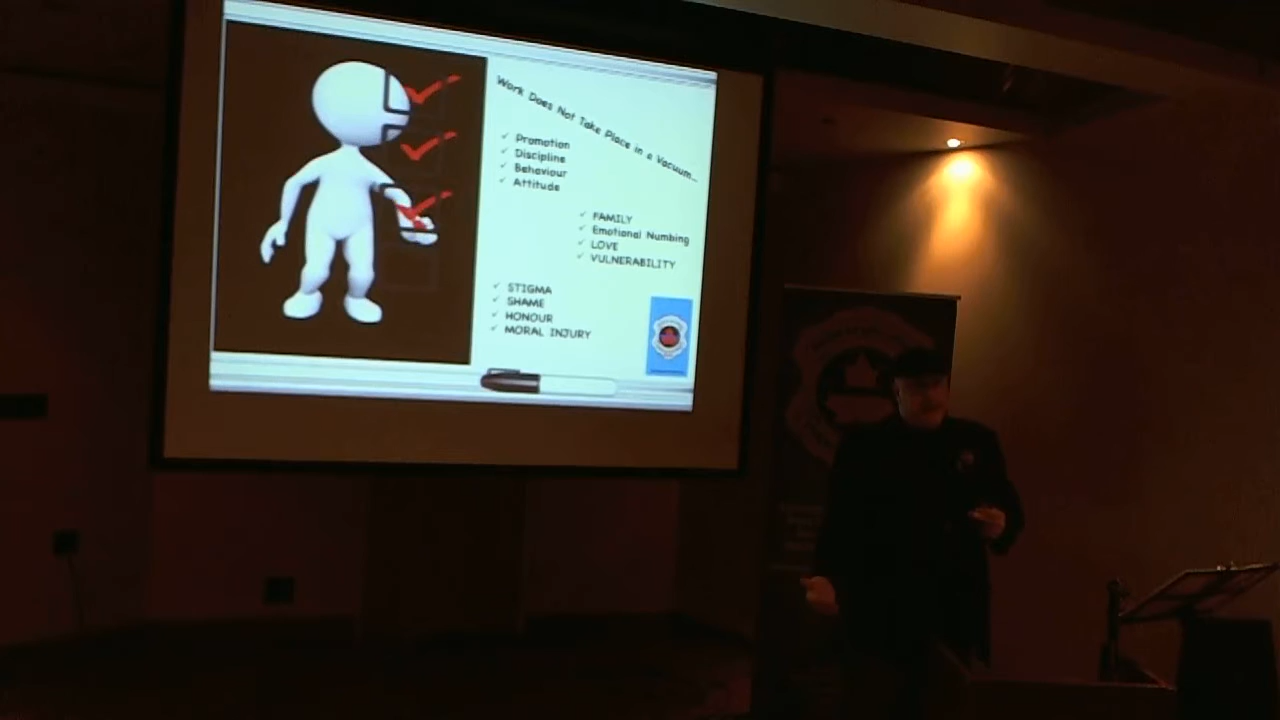 Work Does Not Take Place in a Vacuum...
Promotion
Discipline
Behaviour
Attitude
FAMILY
Emotional Numbing
LOVE
VULNERABILITY
STIGMA
SHAME
HONOUR
MORAL INJURY